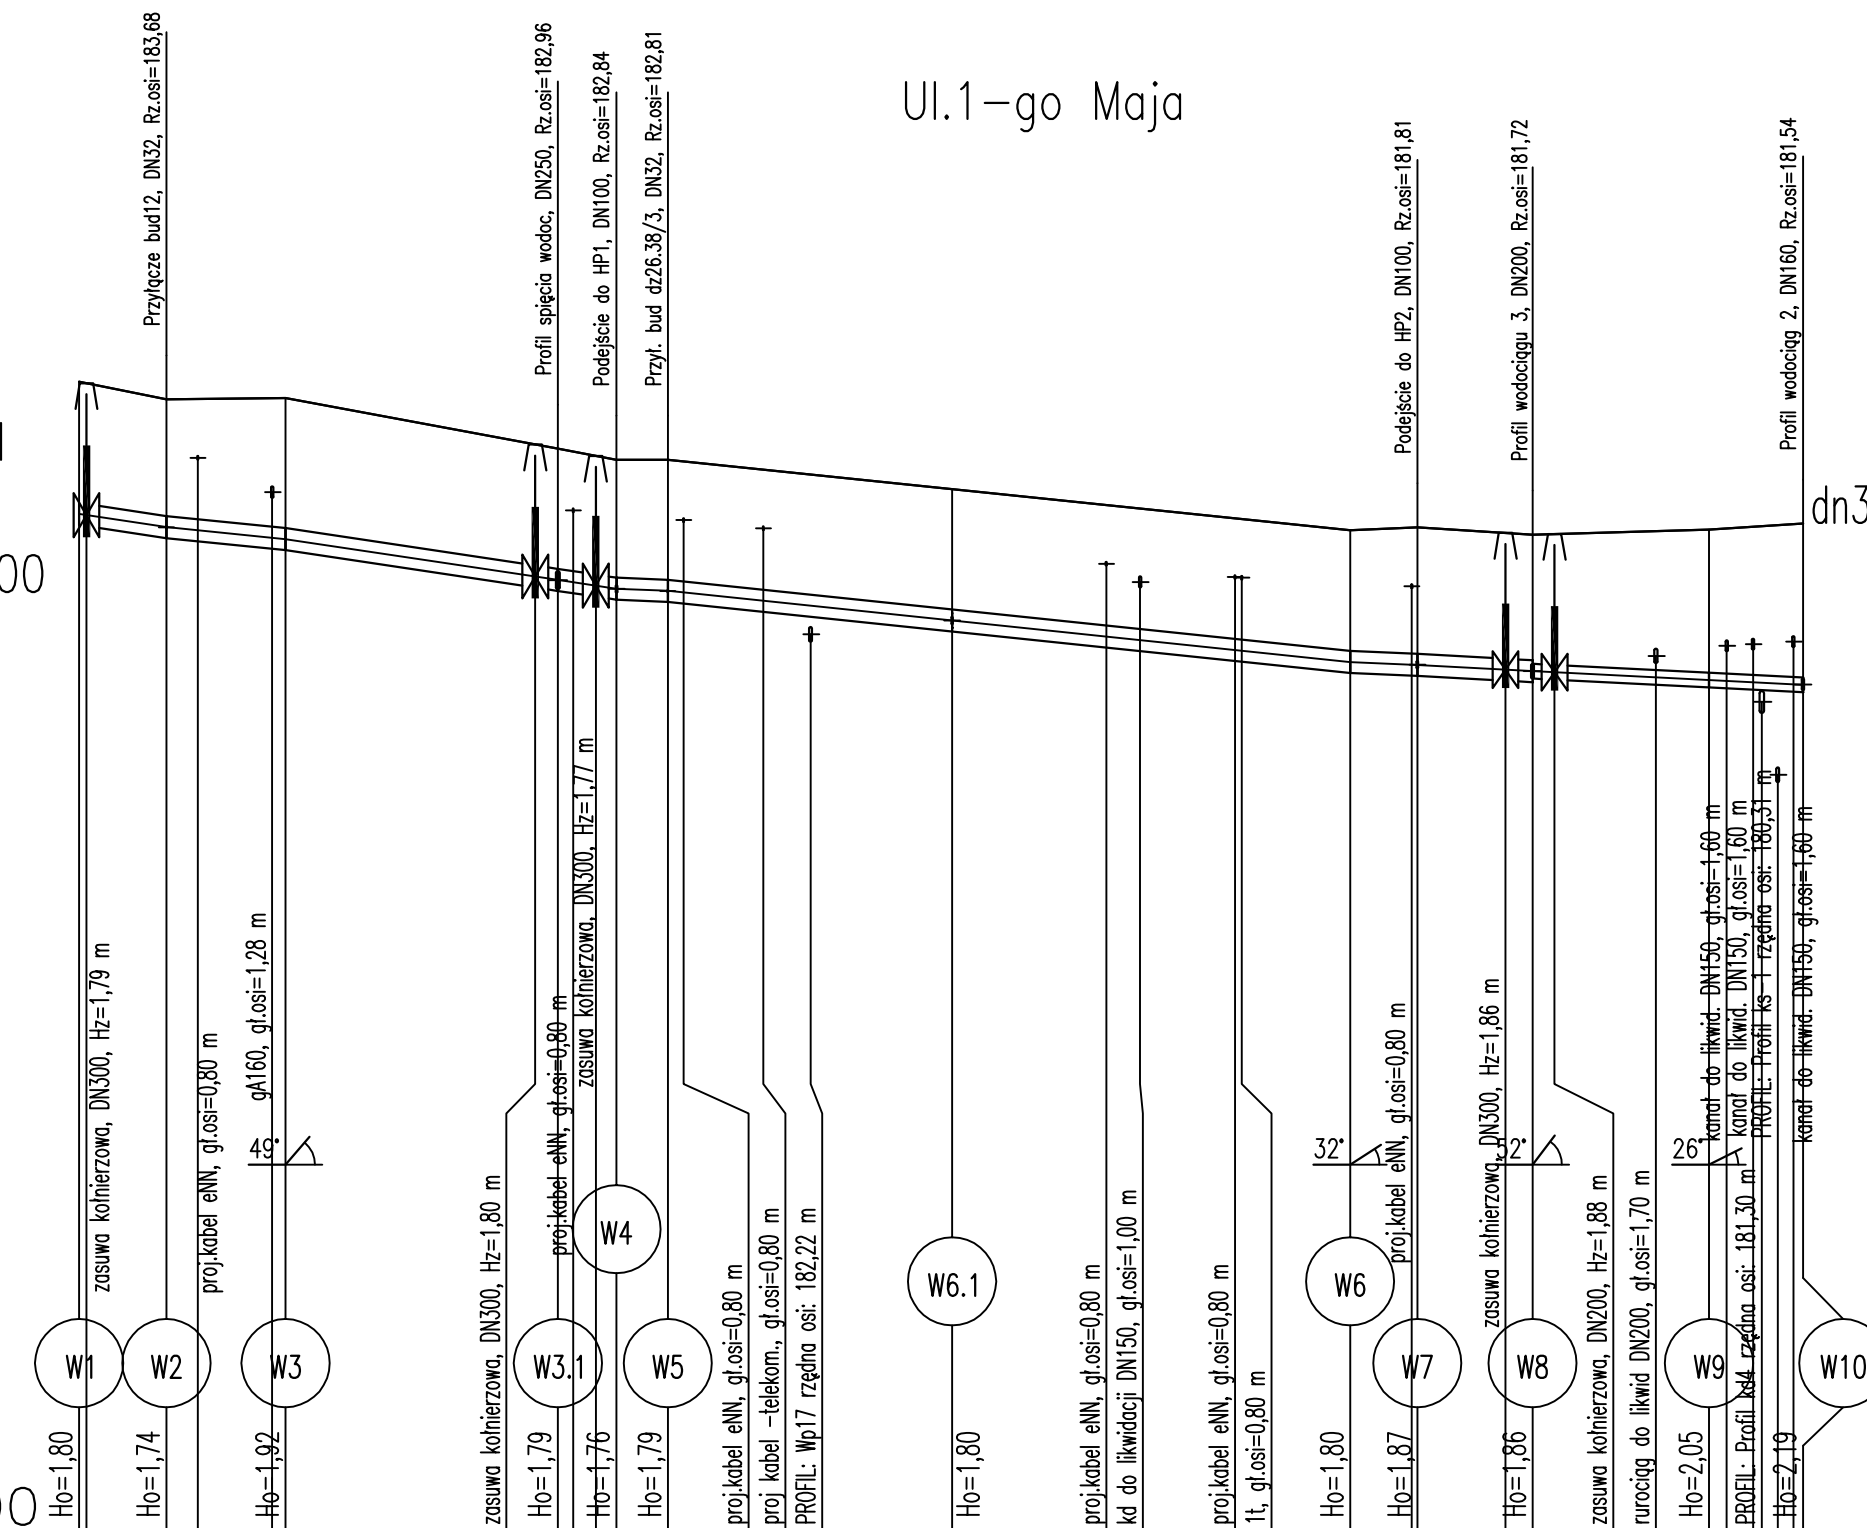 Przyłącze bud12, DN32, Rz.osi=183,68
Profil spięcia wodoc, DN250, Rz.osi=182,96
Podejście do HP1, DN100, Rz.osi=182,84
Przył. bud dz26.38/3, DN32, Rz.osi=182,81
Ul.1-go Maja
Podejście do HP2, DN100, Rz.osi=181,81
Profil wodociągu 3, DN200, Rz.osi=181,72
Profil wodociąg 2, DN160, Rz.osi=181,54
dn3
00
zasuwa kołnierzowa, DN300, Hz=1,79 m
proj.kabel eNN, gł.osi=0,80 m
gA160, gł.osi=1,28 m
49°
zasuwa kołnierzowa, DN300, Hz=1,80 m
proj.kabel eNN, gł.osi=0,80 m
zasuwa kołnierzowa, DN300, Hz=1,77 m
proj.kabel eNN, gł.osi=0,80 m
proj kabel -telekom., gł.osi=0,80 m
PROFIL: Wp17 rzędna osi: 182,22 m
proj.kabel eNN, gł.osi=0,80 m
kd do likwidacji DN150, gł.osi=1,00 m
proj.kabel eNN, gł.osi=0,80 m
1t, gł.osi=0,80 m
32°
proj.kabel eNN, gł.osi=0,80 m
zasuwa kołnierzowa, DN300, Hz=1,86 m
52°
zasuwa kołnierzowa, DN200, Hz=1,88 m
rurociąg do likwid DN200, gł.osi=1,70 m
26°
kanał do likwid. DN150, gł.osi=1,60 m
kanał do likwid. DN150, gł.osi=1,60 m
PROFIL: Profil ks-1 rzędna osi: 180,31 m
kanał do likwid. DN150, gł.osi=1,60 m
PROFIL: Profil kd4 rzędna osi: 181,30 m
W1
W2
W3
W3.1
W4
W5
W6.1
W6
W7
W8
W9
W10
Ho=1,80
Ho=1,74
Ho=1,92
Ho=1,79
Ho=1,76
Ho=1,79
Ho=1,80
Ho=1,80
Ho=1,87
Ho=1,86
Ho=2,05
Ho=2,19